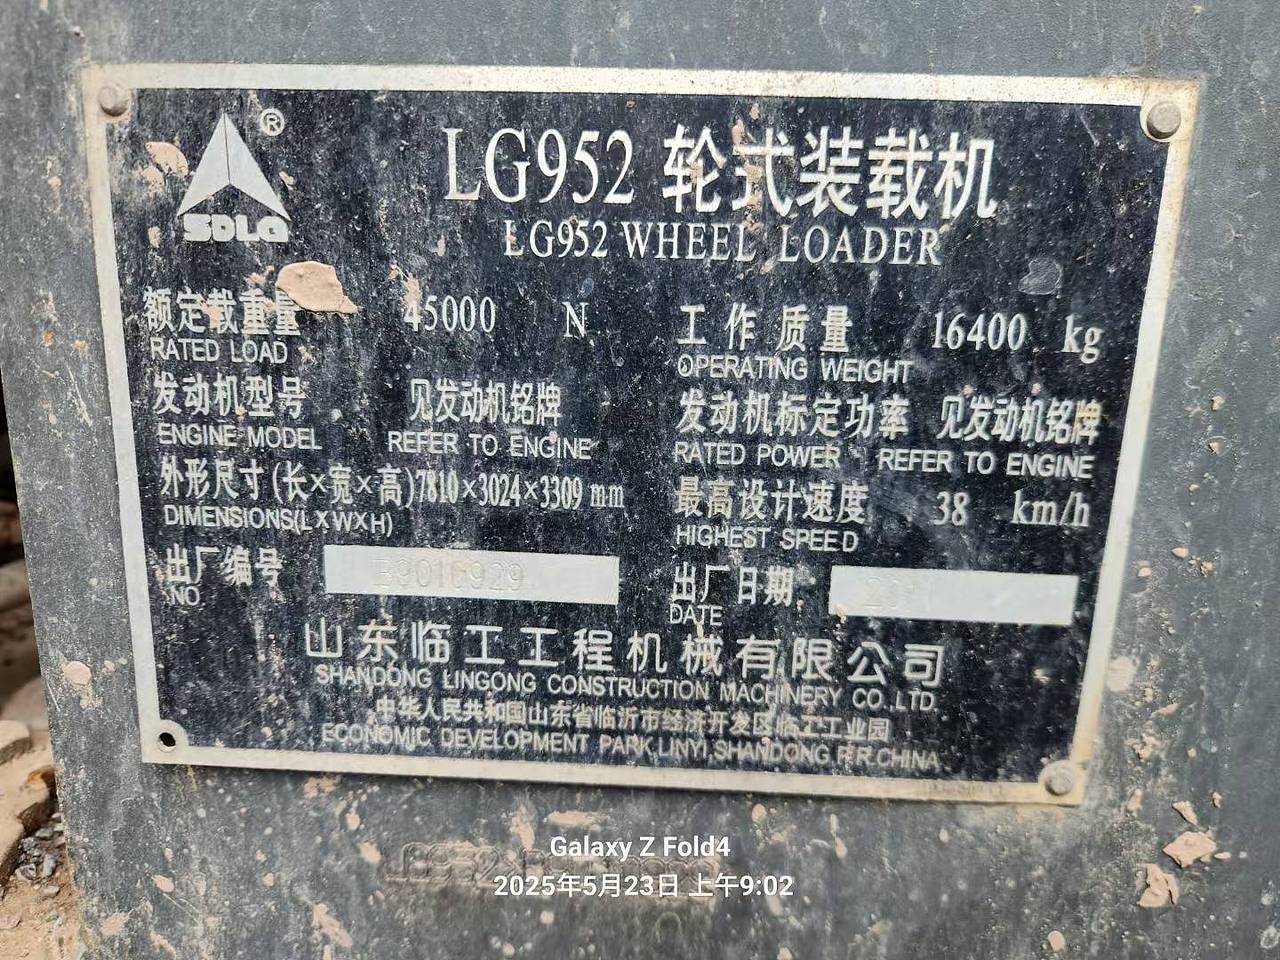 ®
SDLG
LG952 轮式装载机
LG952 WHEEL LOADER
额定载重量 45000 N 工作质量 16400 kg
RATED LOAD OPERATING WEIGHT
发动机型号 见发动机铭牌 发动机标定功率 见发动机铭牌
ENGINE MODEL REFER TO ENGINE RATED POWER REFER TO ENGINE
外形尺寸(长×宽×高)7810×3024×3309 mm 最高设计速度 38 km/h
DIMENSIONS(L×W×H) HIGHEST SPEED
出厂编号 出厂日期
NO DATE
山东临工工程机械有限公司
SHANDONG LINGONG CONSTRUCTION MACHINERY CO.,LTD.
中华人民共和国山东省临沂市经济开发区临工工业园
ECONOMIC DEVELOPMENT PARK,LINYI,SHANDONG,P.R.CHINA
Galaxy Z Fold4
2025年5月23日 上午9:02